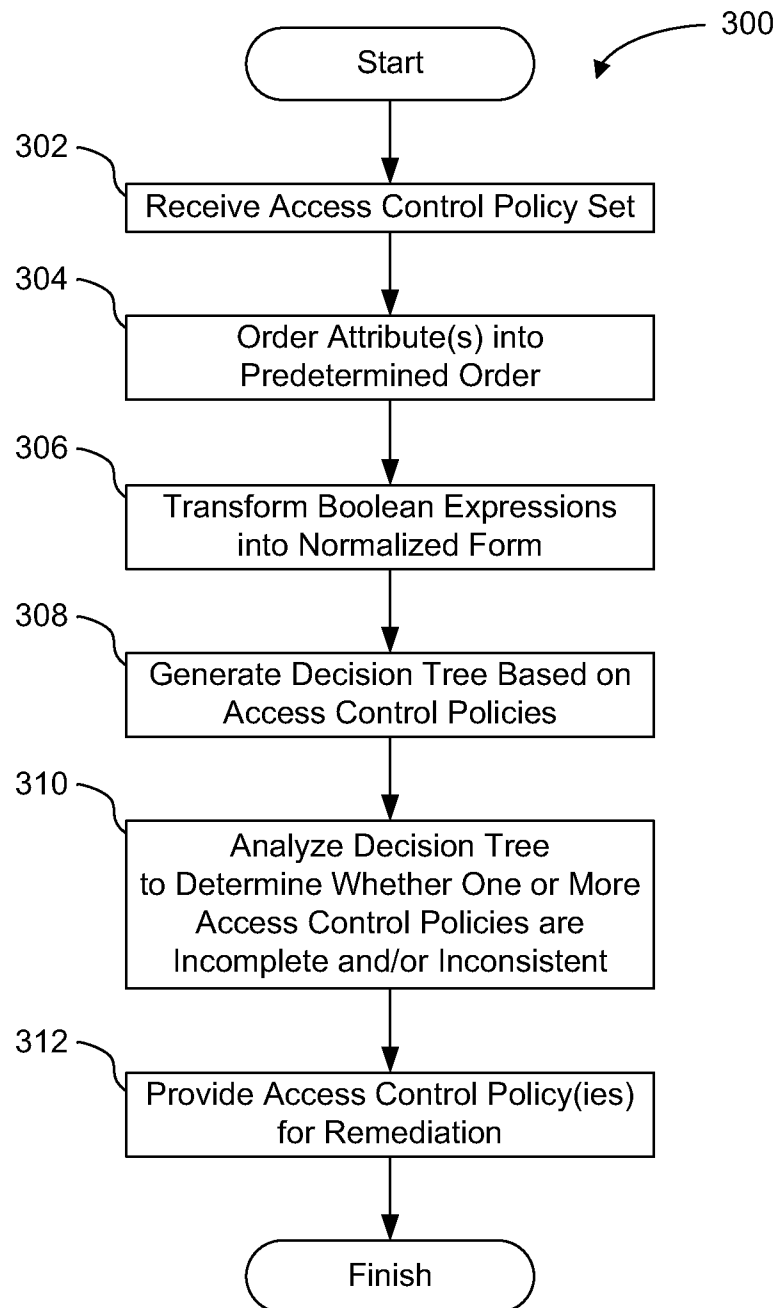 300
Start
302
Receive Access Control Policy Set
304
Order Attribute(s) into
Predetermined Order
306
Transform Boolean Expressions
into Normalized Form
308
Generate Decision Tree Based on
Access Control Policies
310
Analyze Decision Tree
to Determine Whether One or More
Access Control Policies are
Incomplete and/or Inconsistent
312
Provide Access Control Policy(ies)
for Remediation
Finish